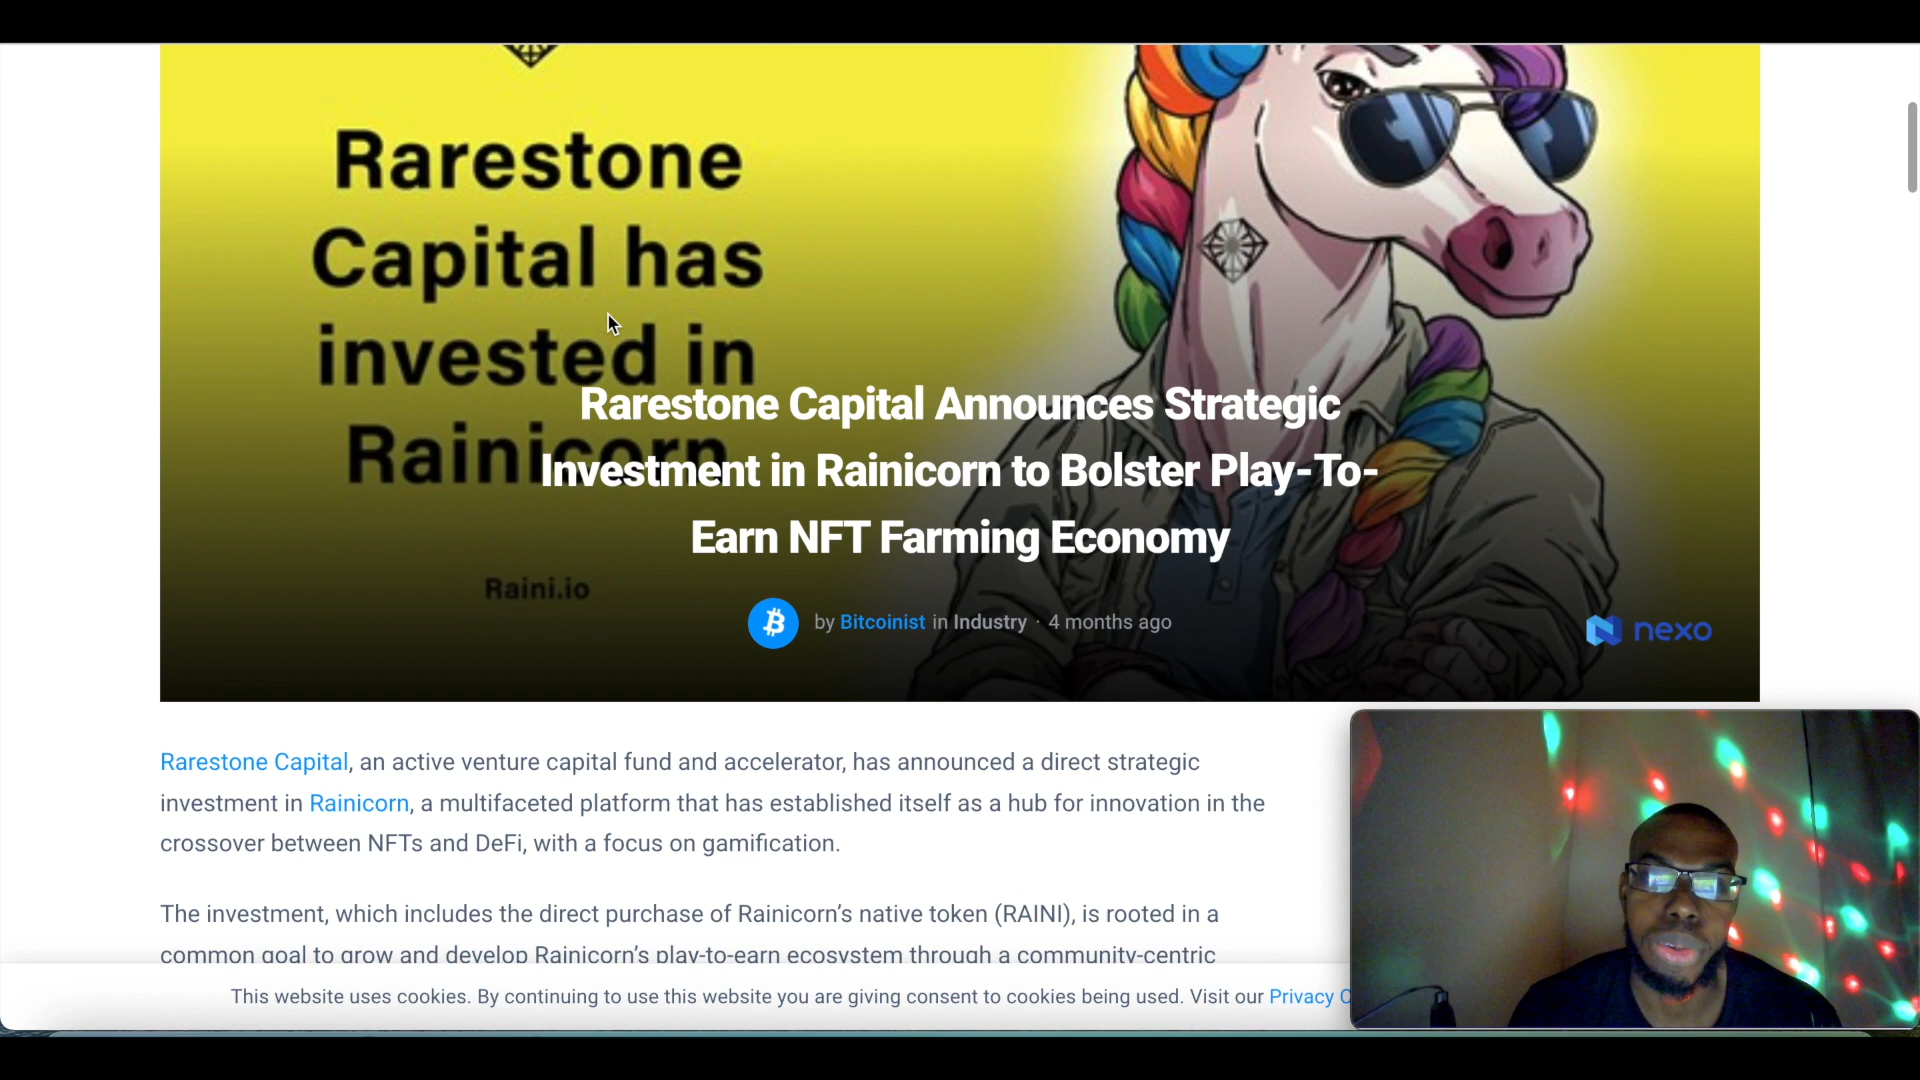 Rarestone
Capital has
invested in
Rainicorn
Raini.io
Rarestone Capital Announces Strategic
Investment in Rainicorn to Bolster Play-To-
Earn NFT Farming Economy
by Bitcoinist in Industry · 4 months ago
nexo
Rarestone Capital, an active venture capital fund and accelerator, has announced a direct strategic
investment in Rainicorn, a multifaceted platform that has established itself as a hub for innovation in the
crossover between NFTs and DeFi, with a focus on gamification.
The investment, which includes the direct purchase of Rainicorn's native token (RAINI), is rooted in a
common goal to grow and develop Rainicorn's play-to-earn ecosystem through a community-centric
This website uses cookies. By continuing to use this website you are giving consent to cookies being used. Visit our Privacy